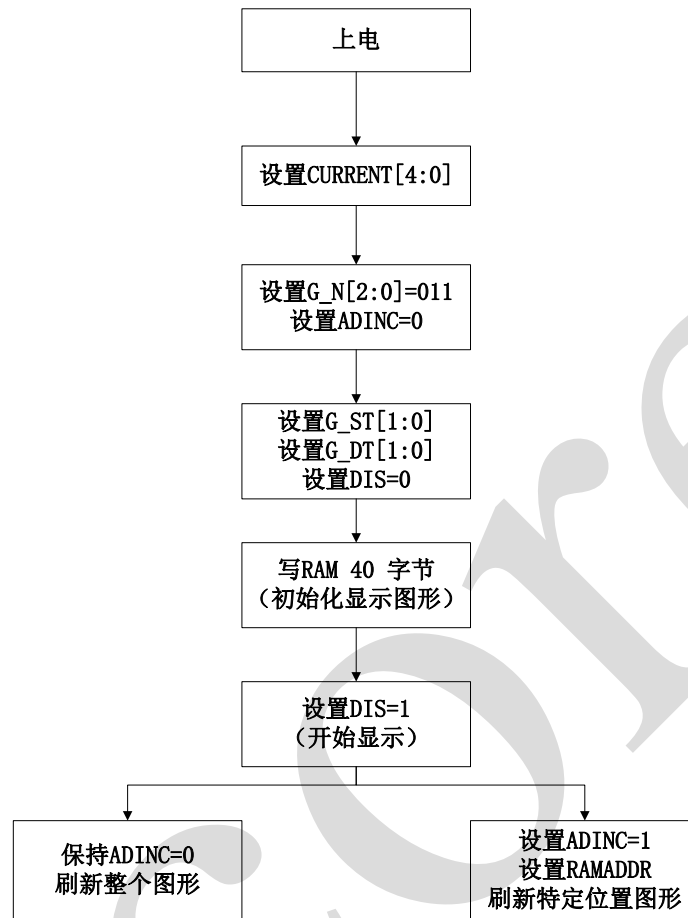 上电
设置CURRENT[4:0]
设置G_N[2:0]=011
设置ADINC=0
设置G_ST[1:0]
设置G_DT[1:0]
设置DIS=0
写RAM 40 字节
（初始化显示图形）
设置DIS=1
（开始显示）
保持ADINC=0
刷新整个图形
设置ADINC=1
设置RAMADDR
刷新特定位置图形